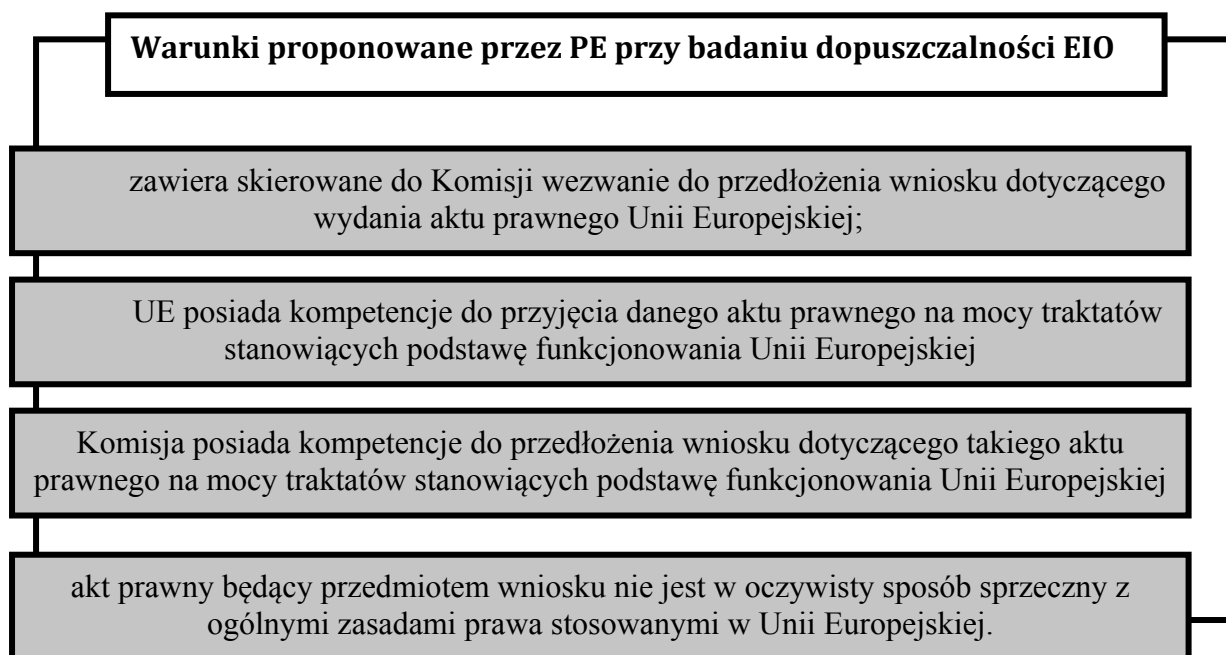 Warunki proponowane przez PE przy badaniu dopuszczalności EIO
zawiera skierowane do Komisji wezwanie do przedłożenia wniosku dotyczącego
wydania aktu prawnego Unii Europejskiej;
UE posiada kompetencje do przyjęcia danego aktu prawnego na mocy traktatów
stanowiących podstawę funkcjonowania Unii Europejskiej
Komisja posiada kompetencje do przedłożenia wniosku dotyczącego takiego aktu
prawnego na mocy traktatów stanowiących podstawę funkcjonowania Unii Europejskiej
akt prawny będący przedmiotem wniosku nie jest w oczywisty sposób sprzeczny z
ogólnymi zasadami prawa stosowanymi w Unii Europejskiej.